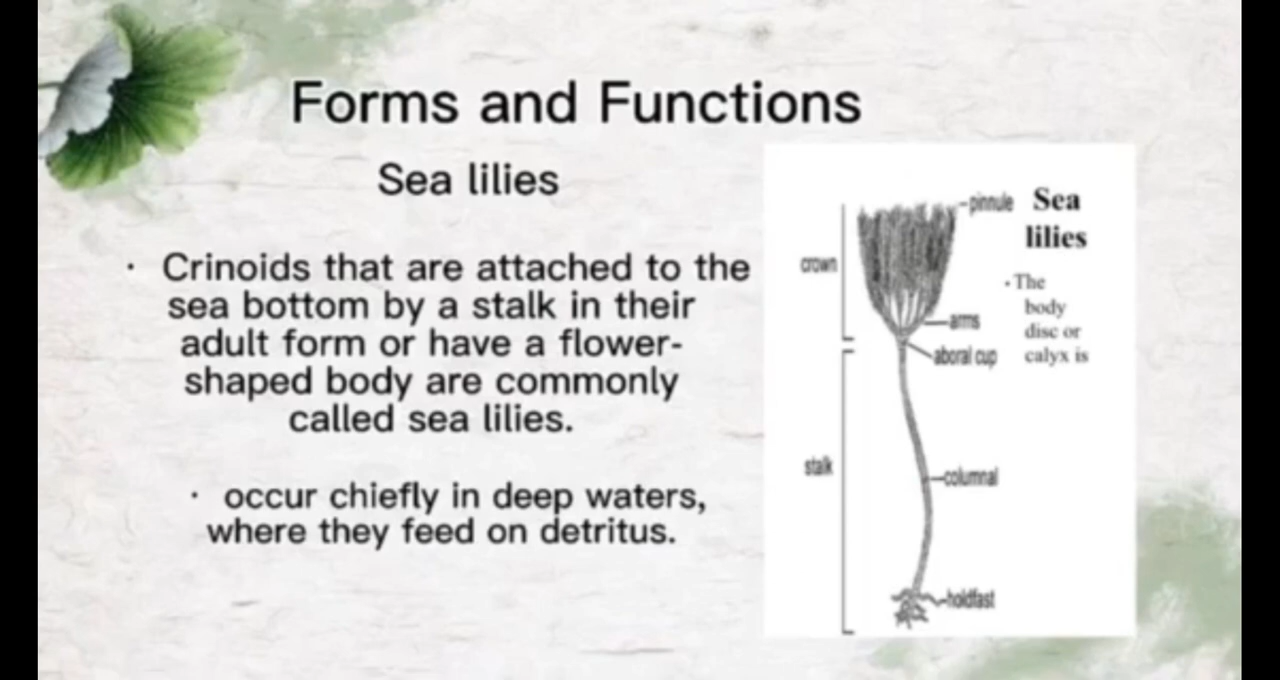 Forms and Functions
Sea lilies
· Crinoids that are attached to the
sea bottom by a stalk in their
adult form or have a flower-
shaped body are commonly
called sea lilies.
· occur chiefly in deep waters,
where they feed on detritus.
pinnule
crown
arms
aboral cup
stalk
columnal
holdfast
Sea
lilies
• The
body
disc or
calyx is